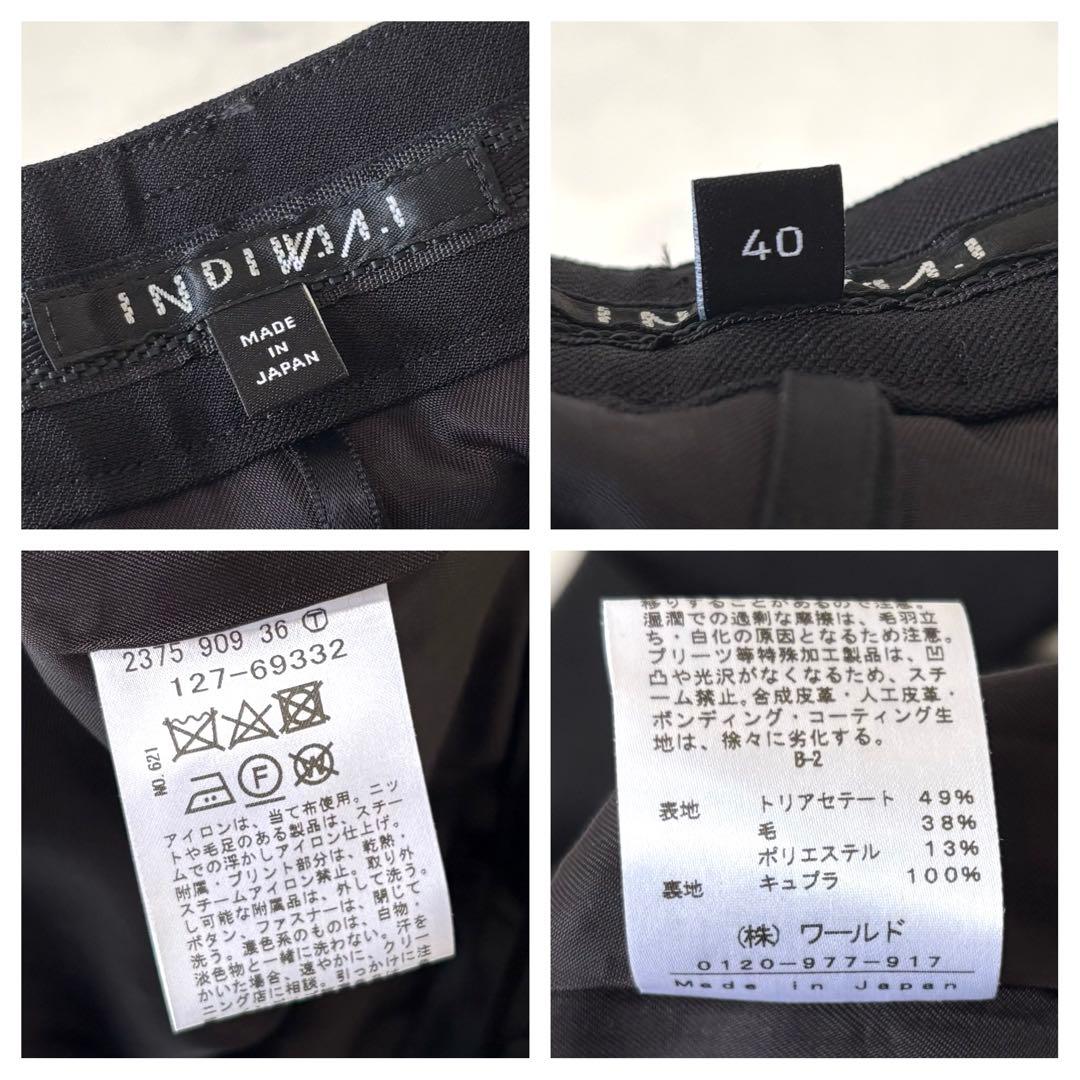 INDIVI
MADE
IN
JAPAN
40
2375 909 36 Ⓣ
127-69332
NO. 621
F
W
アイロンは、当て布使用。ニッ
トや毛足のある製品は、スチー
ムでの浮かしアイロン仕上げ。
附属・プリント部分は、乾熱・
スチームアイロン禁止。取り外
し可能な附属品は、外して洗う。
ボタン、ファスナーは、閉じて
洗う。濃色系のものは、白物・
淡色物と一緒に洗わない。汗を
かいた場合、速やかに、クリー
ニング店に相談。引っかけに注
移りすることがあるので注意。
湿潤での過剰な摩擦は、毛羽立
ち・白化の原因となるため注意。
プリーツ等特殊加工製品は、凹
凸や光沢がなくなるため、スチ
ーム禁止。合成皮革・人工皮革・
ボンディング・コーティング生
地は、徐々に劣化する。
B-2
表地 トリアセテート 49%
毛 38%
ポリエステル 13%
裏地 キュプラ 100%
(株) ワールド
0120-977-917
Made in Japan